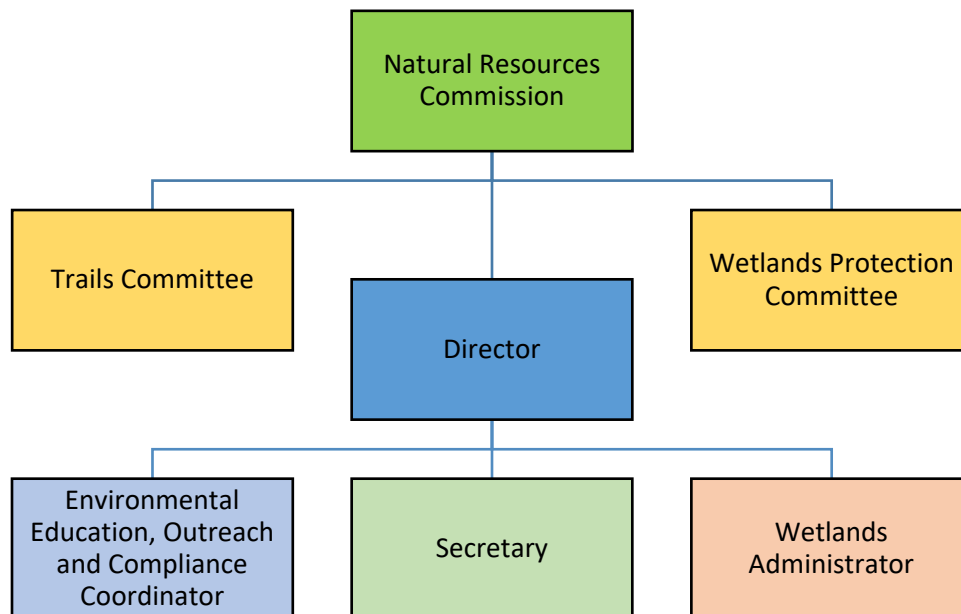 Natural Resources
Commission
Trails Committee
Wetlands Protection
Committee
Director
Environmental
Education, Outreach
and Compliance
Coordinator
Secretary
Wetlands
Administrator